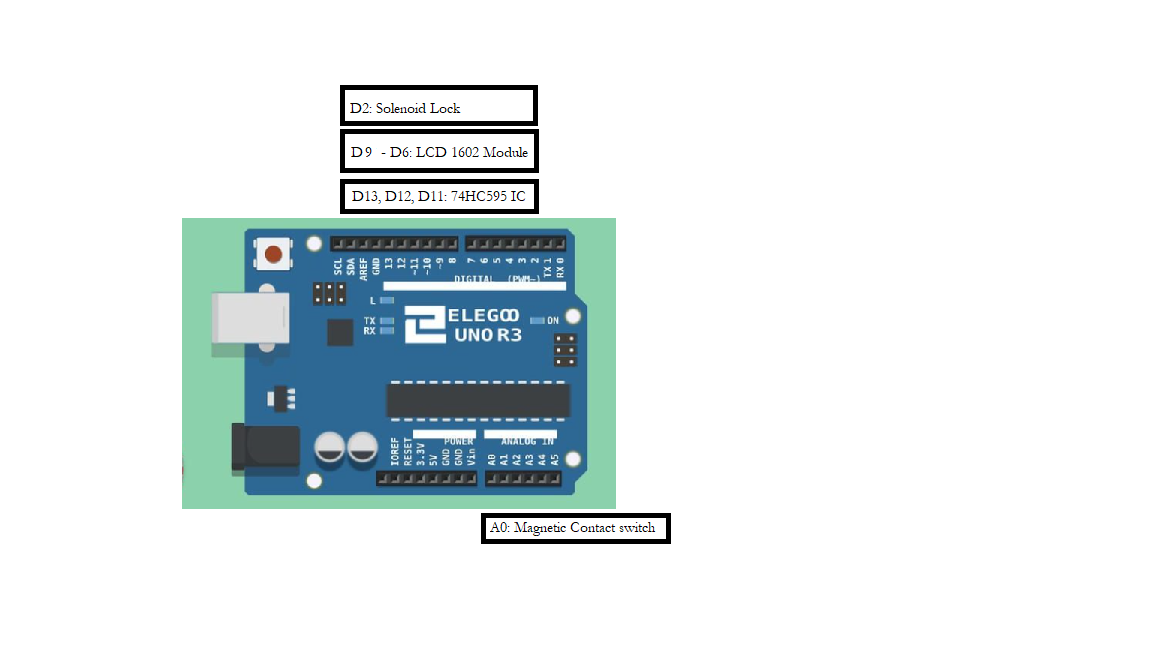 D2: Solenoid Lock
D9 - D6: LCD 1602 Module
D13, D12, D11: 74HC595 IC
SCL SDA AREF GND 13 12 ~11 ~10 ~9 8 7 6 5 4 3 2 TX 1 RX 0
DIGITAL (PWM~)
L
TX
RX
ELEGOO
UNO R3
ON
POWER ANALOG IN
IOREF RESET 3.3V 5V GND GND Vin A0 A1 A2 A3 A4 A5
A0: Magnetic Contact switch